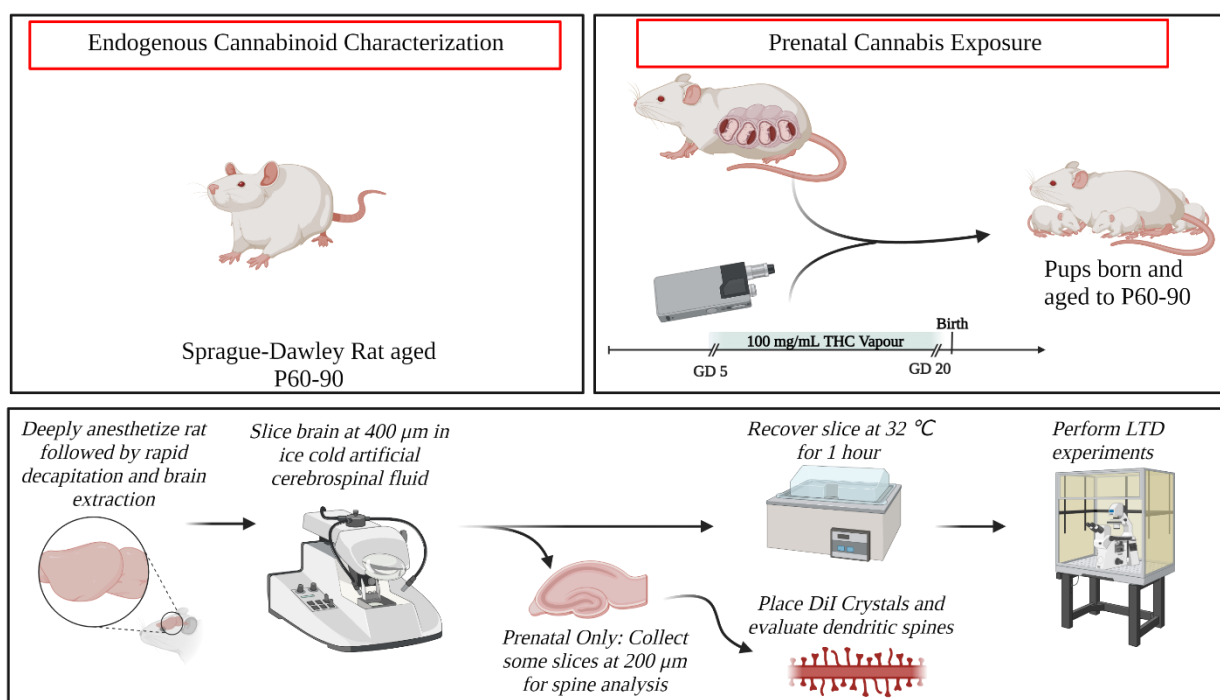 Endogenous Cannabinoid Characterization
Sprague-Dawley Rat aged
P60-90
Prenatal Cannabis Exposure
Pups born and
aged to P60-90
Birth
100 mg/mL THC Vapour
GD 5
GD 20
Deeply anesthetize rat
followed by rapid
decapitation and brain
extraction
Slice brain at 400 μm in
ice cold artificial
cerebrospinal fluid
Recover slice at 32 ℃
for 1 hour
Perform LTD
experiments
Prenatal Only: Collect
some slices at 200 μm
for spine analysis
Place DiI Crystals and
evaluate dendritic spines